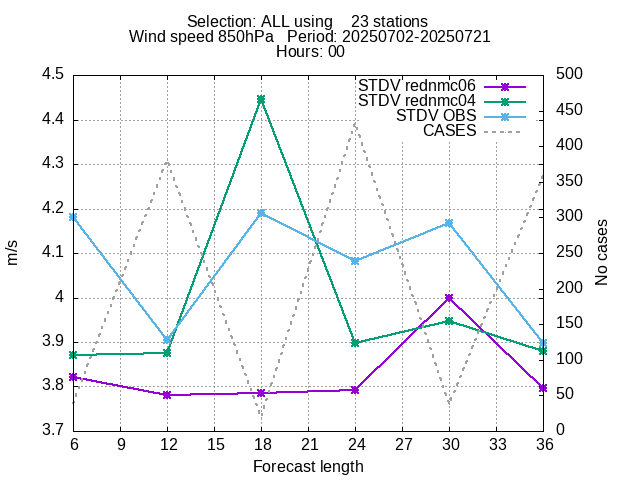 Selection: ALL using    23 stations
Wind speed 850hPa   Period: 20250702-20250721
Hours: 00
4.5
4.4
4.3
4.2
4.1
4
3.9
3.8
3.7
m/s
STDV rednmc06
STDV rednmc04
STDV OBS
CASES
500
450
400
350
300
250
200
150
100
50
0
No cases
6 9 12 15 18 21 24 27 30 33 36
Forecast length